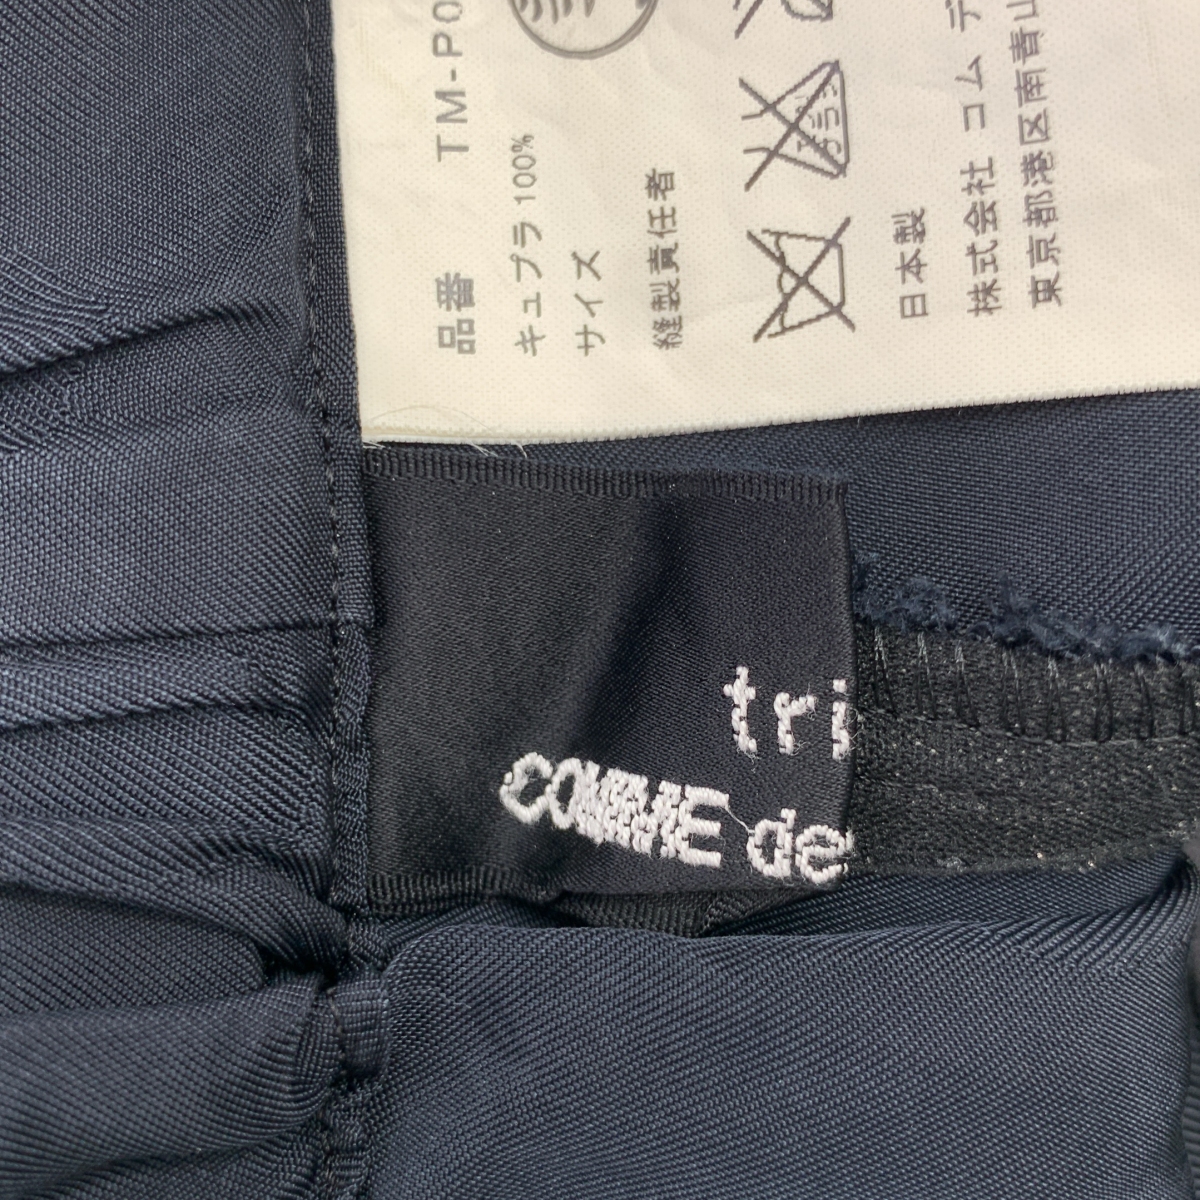 品番 TM-P0
キュプラ 100%
サイズ
縫製責任者
日本製
株式会社 コム デ
東京都港区南青山
tri
COMME de